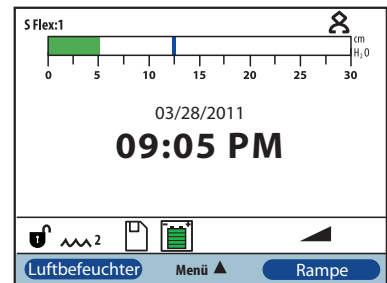 S Flex:1
cm
H₂O
0 5 10 15 20 25 30
03/28/2011
09:05 PM
2
- +
Luftbefeuchter Menü ▲ Rampe